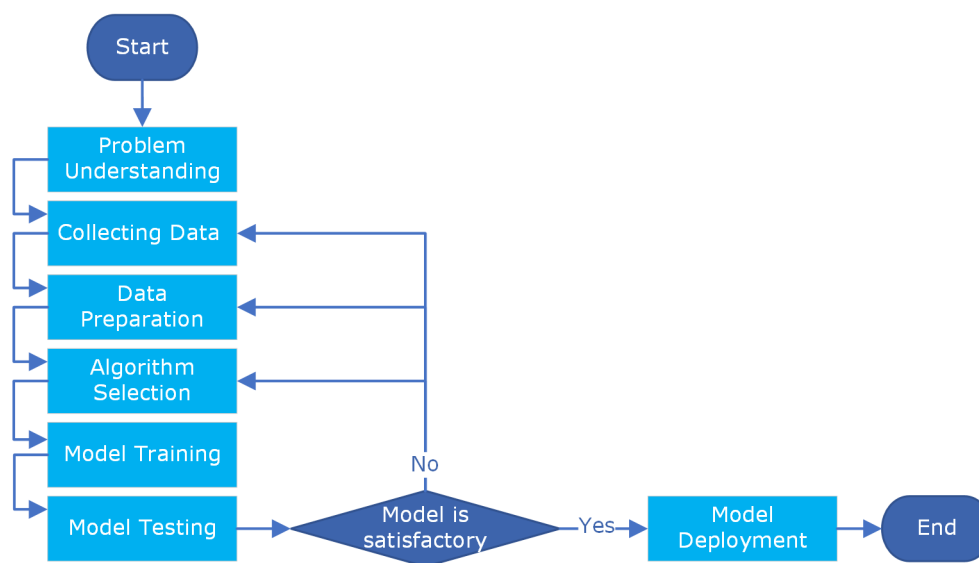 Start
Problem
Understanding
Collecting Data
Data
Preparation
Algorithm
Selection
Model Training
No
Model Testing
Model is
satisfactory
Yes
Model
Deployment
End